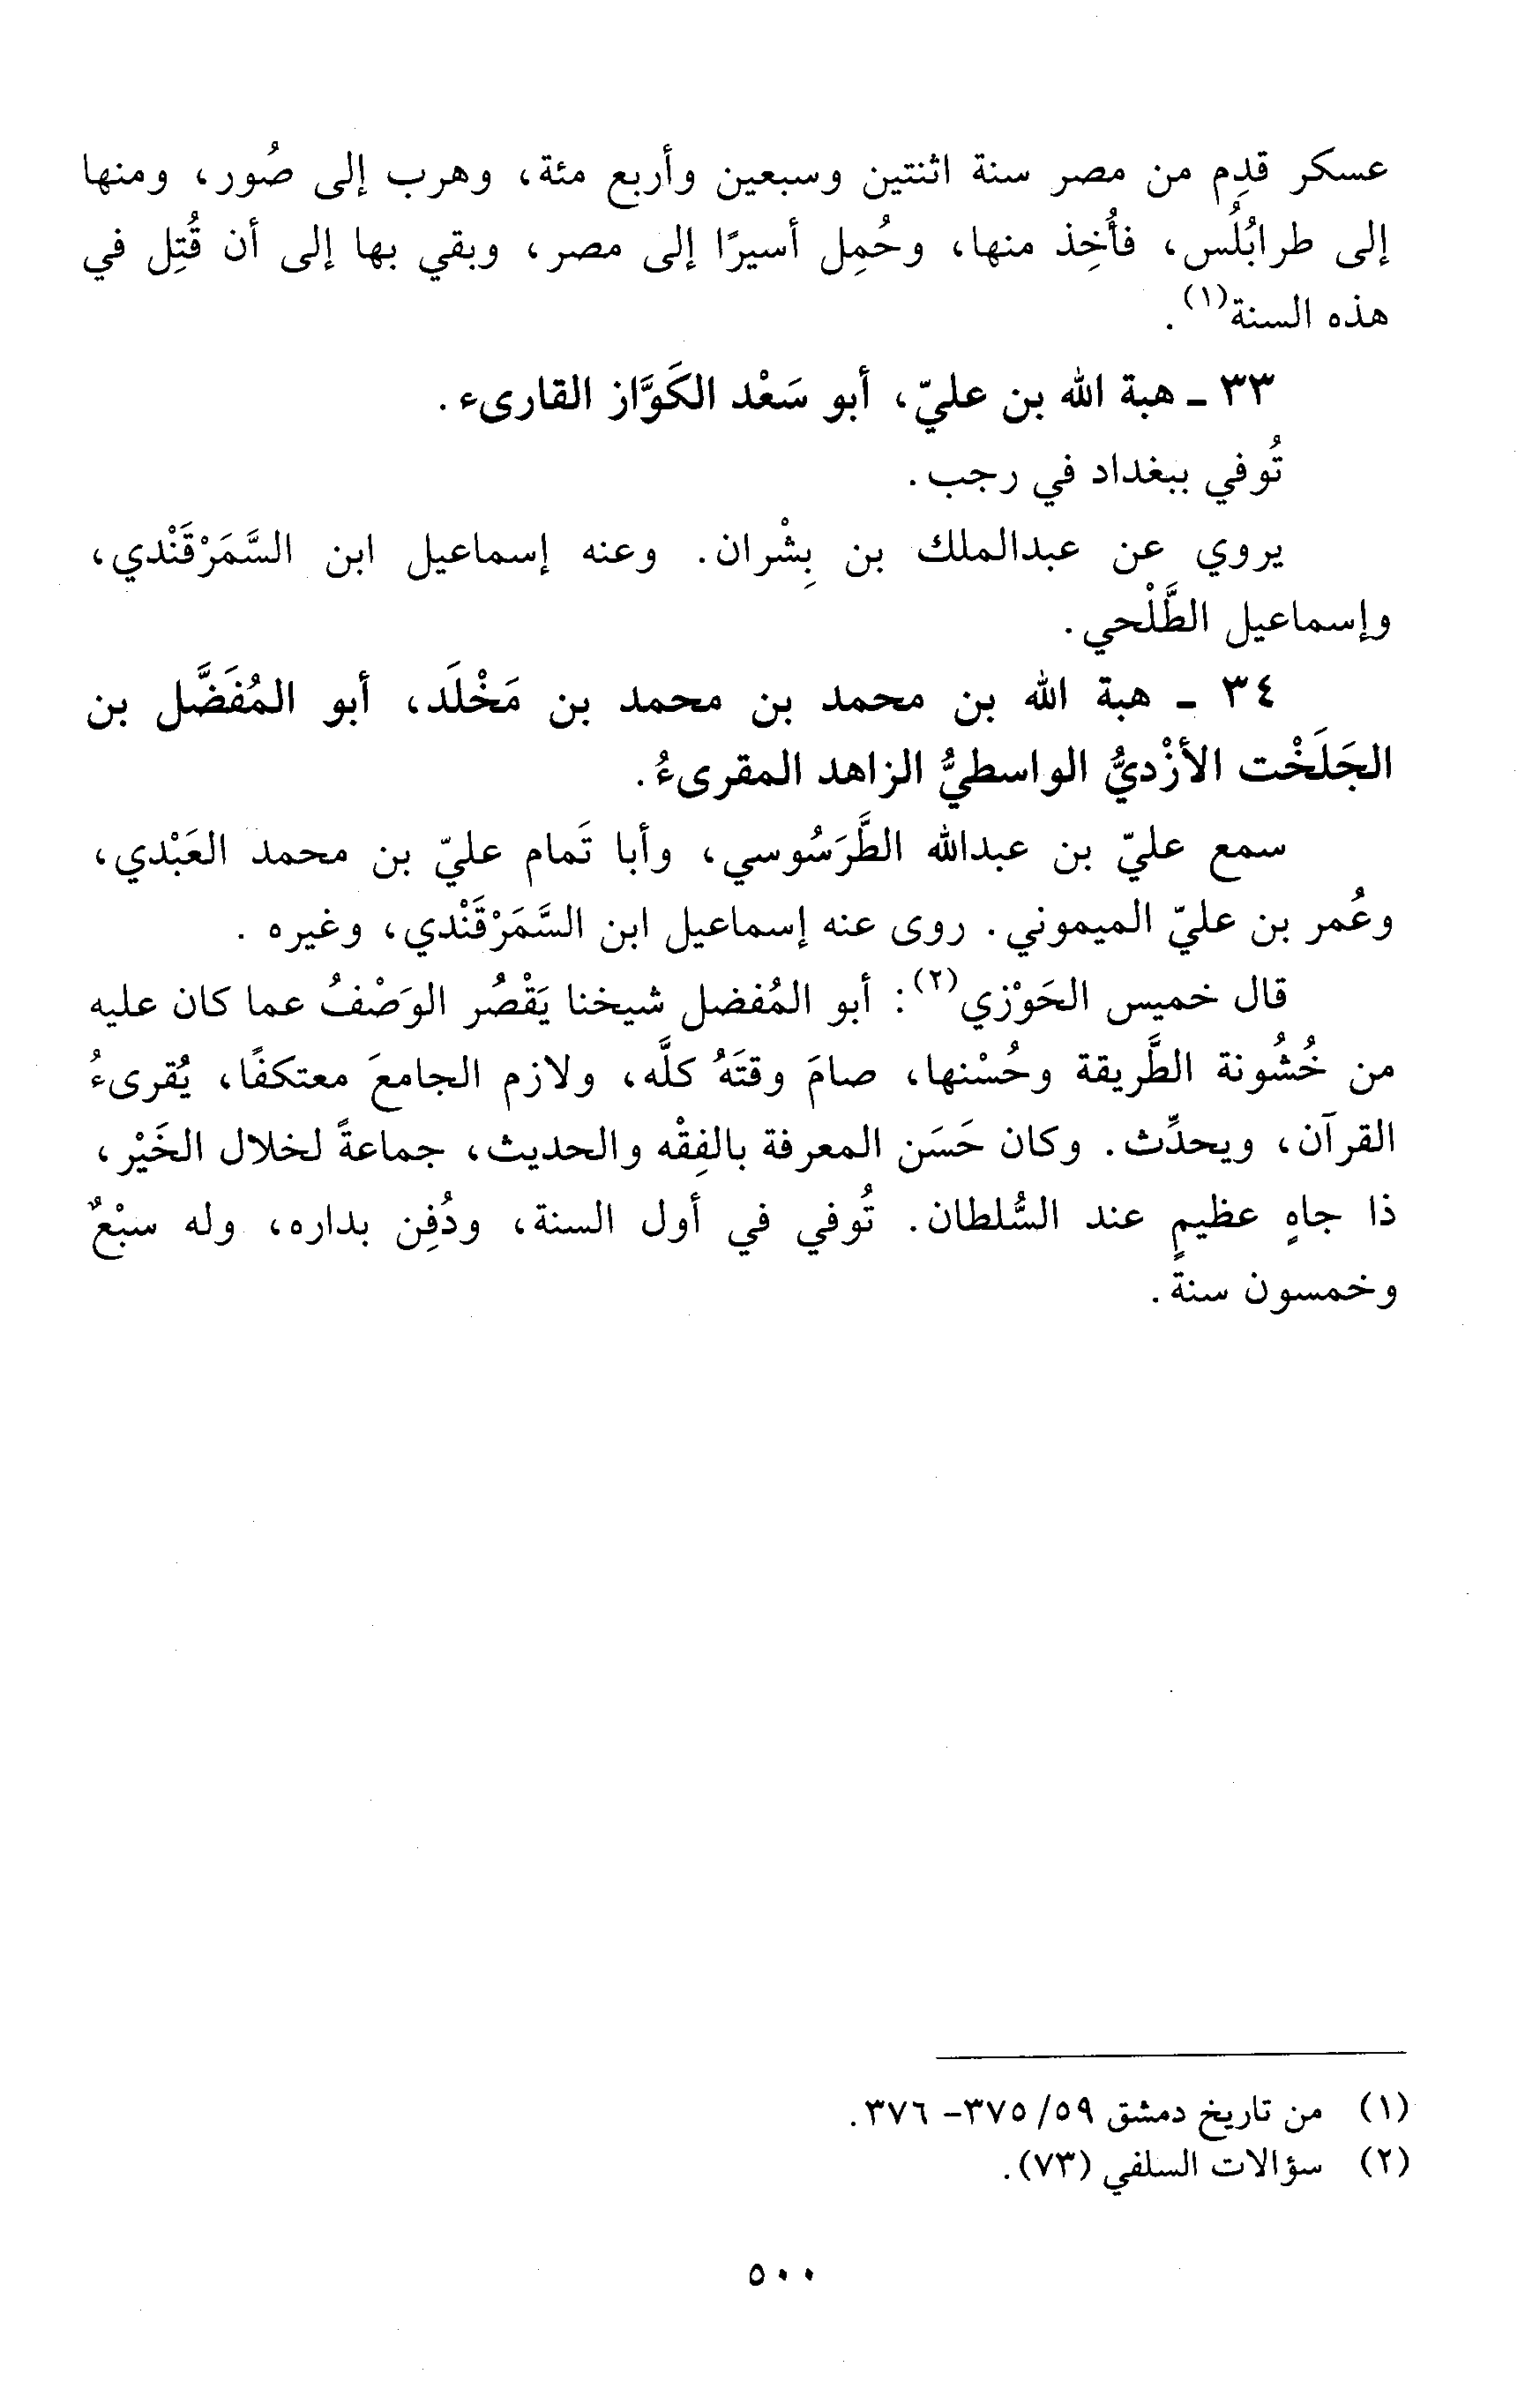 عسكر قدِم من مصر سنة اثنتين وسبعين وأربع مئة، وهرب إلى صُور، ومنها
إلى طرابُلُس، فأُخِذ منها، وحُمِل أسيرًا إلى مصر، وبقي بها إلى أن قُتِل في
هذه السنة(١).
٣٣ ـ هبة الله بن عليّ، أبو سَعْد الكَوَّاز القارىء.
تُوفي ببغداد في رجب.
يروي عن عبدالملك بن بِشْران. وعنه إسماعيل ابن السَّمَرْقَنْدي،
وإسماعيل الطَّلْحي.
٣٤ ـ هبة الله بن محمد بن محمد بن مَخْلَد، أبو المُفَضَّل بن
الجَلَخْت الأزْديُّ الواسطيُّ الزاهد المقرىءُ.
سمع عليّ بن عبدالله الطَّرَسُوسي، وأبا تَمام عليّ بن محمد العَبْدي،
وعُمر بن عليّ الميموني. روى عنه إسماعيل ابن السَّمَرْقَنْدي، وغيره.
قال خميس الحَوْزي(٢): أبو المُفضل شيخنا يَقْصُر الوَصْفُ عما كان عليه
من خُشُونة الطَّريقة وحُسْنها، صامَ وقتَهُ كلَّه، ولازم الجامعَ معتكفًا، يُقرىءُ
القرآن، ويحدِّث. وكان حَسَن المعرفة بالفِقْه والحديث، جماعةً لخلال الخَيْر،
ذا جاهٍ عظيمٍ عند السُّلطان. تُوفي في أول السنة، ودُفِن بداره، وله سبْعٌ
وخمسون سنة.
(١) من تاريخ دمشق ٥٩/ ٣٧٥– ٣٧٦.
(٢) سؤالات السلفي (٧٣).
٥٠٠